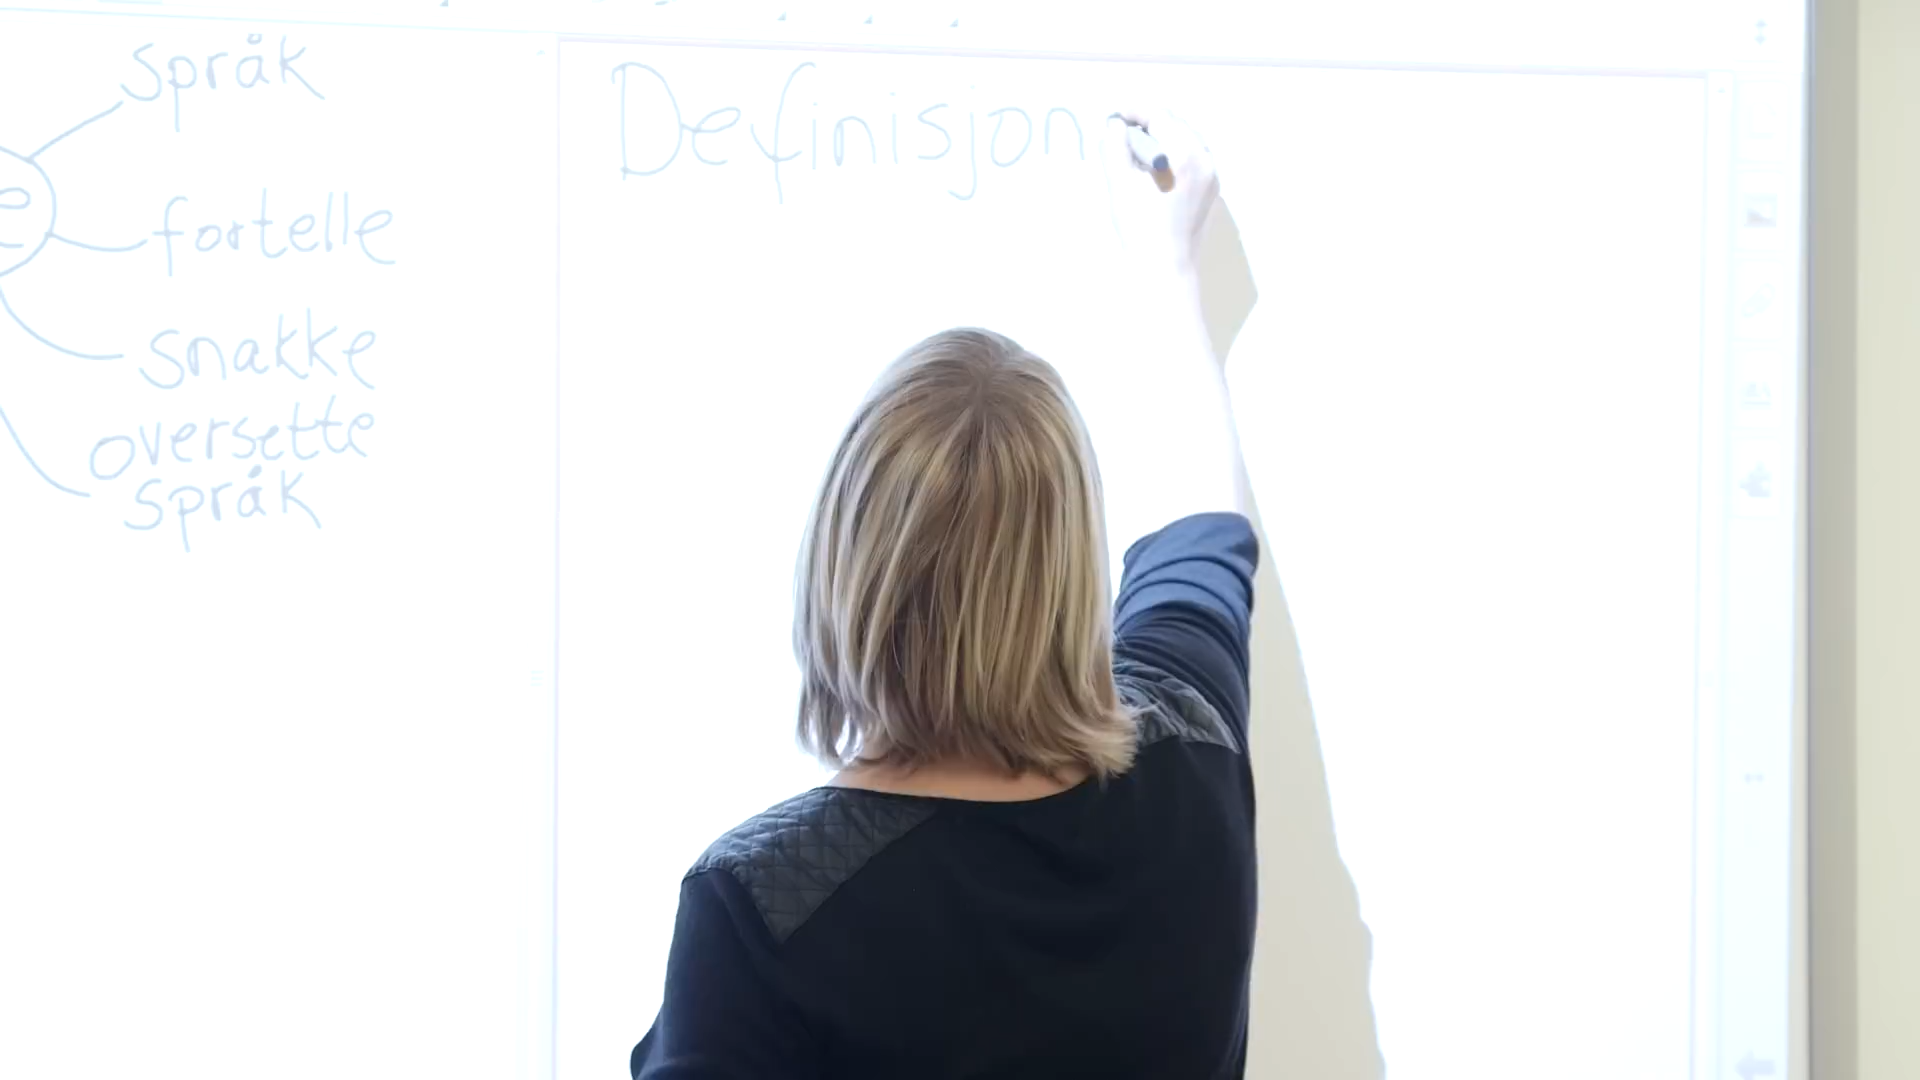 språk
fortelle
snakke
oversette
språk
Definisjon